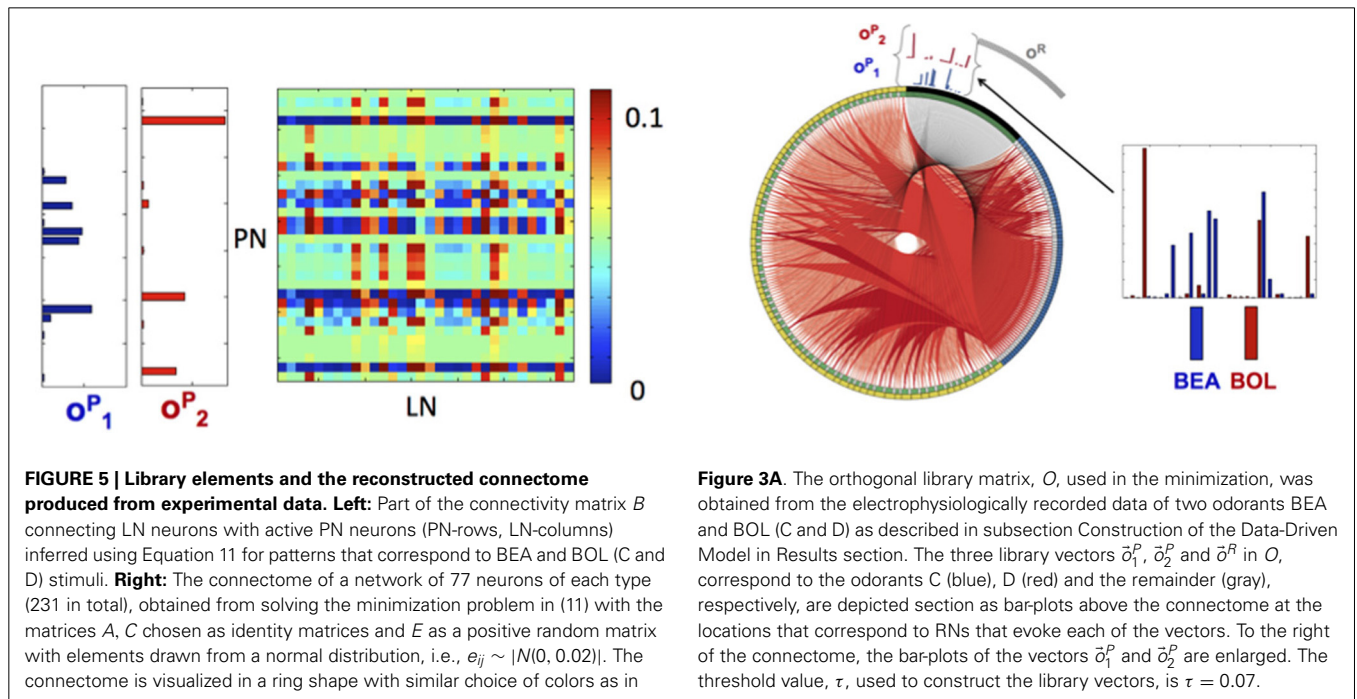 o^P_2
o^P_1
o^R
0.1
PN
0
LN
o^P_1
o^P_2
BEA BOL
FIGURE 5 | Library elements and the reconstructed connectome
produced from experimental data. Left: Part of the connectivity matrix B
connecting LN neurons with active PN neurons (PN-rows, LN-columns)
inferred using Equation 11 for patterns that correspond to BEA and BOL (C and
D) stimuli. Right: The connectome of a network of 77 neurons of each type
(231 in total), obtained from solving the minimization problem in (11) with the
matrices A, C chosen as identity matrices and E as a positive random matrix
with elements drawn from a normal distribution, i.e., e_{ij} ∼ |N(0, 0.02)|. The
connectome is visualized in a ring shape with similar choice of colors as in
Figure 3A. The orthogonal library matrix, O, used in the minimization, was
obtained from the electrophysiologically recorded data of two odorants BEA
and BOL (C and D) as described in subsection Construction of the Data-Driven
Model in Results section. The three library vectors o⃗^P_1, o⃗^P_2 and o⃗^R in O,
correspond to the odorants C (blue), D (red) and the remainder (gray),
respectively, are depicted section as bar-plots above the connectome at the
locations that correspond to RNs that evoke each of the vectors. To the right
of the connectome, the bar-plots of the vectors o⃗^P_1 and o⃗^P_2 are enlarged. The
threshold value, τ, used to construct the library vectors, is τ = 0.07.